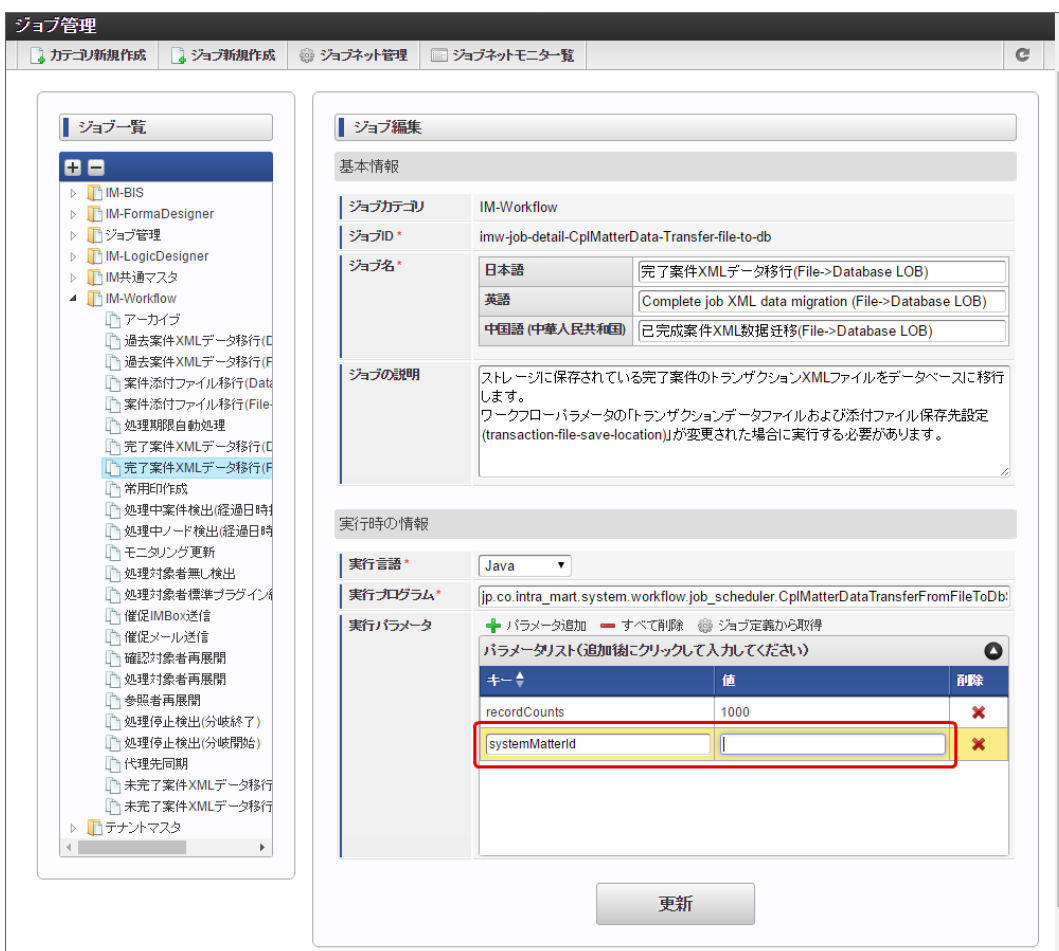 ジョブ管理
カテゴリ新規作成 ジョブ新規作成 ジョブネット管理 ジョブネットモニター覧
ジョブ一覧
IM-BIS
IM-FormaDesigner
ジョブ管理
IM-LogicDesigner
IM共通マスタ
IM-Workflow
アーカイブ
過去案件XMLデータ移行(D
過去案件XMLデータ移行(F
案件添付ファイル移行(Data
案件添付ファイル移行(File-
処理期限自動処理
完了案件XMLデータ移行(D
完了案件XMLデータ移行(F
常用印作成
処理中案件検出(経過日時
処理中ノード検出(経過日時
モニタリング更新
処理対象者無し検出
処理対象者標準プラグイン
催促IMBox送信
催促メール送信
確認対象者再展開
処理対象者再展開
参照者再展開
処理停止検出(分岐終了)
処理停止検出(分岐開始)
代理先同期
未完了案件XMLデータ移行
未完了案件XMLデータ移行
テナントマスタ
ジョブ編集
基本情報
ジョブカテゴリ IM-Workflow
ジョブID * imw-job-detail-CplMatterData-Transfer-file-to-db
ジョブ名 * 日本語 完了案件XMLデータ移行(File->Database LOB)
英語 Complete job XML data migration (File->Database LOB)
中国語 (中華人民共和国) 已完成案件XML数据迁移(File->Database LOB)
ジョブの説明 ストレージに保存されている完了案件のトランザクションXMLファイルをデータベースに移行
します。
ワークフローパラメータの「トランザクションデータファイルおよび添付ファイル保存先設定
(transaction-file-save-location)」が変更された場合に実行する必要があります。
実行時の情報
実行言語 * Java
実行プログラム * jp.co.intra_mart.system.workflow.job_scheduler.CplMatterDataTransferFromFileToDb
実行パラメータ パラメータ追加 すべて削除 ジョブ定義から取得
パラメータリスト(追加後にクリックして入力してください)
キー 値 削除
recordCounts 1000
systemMatterId
更新